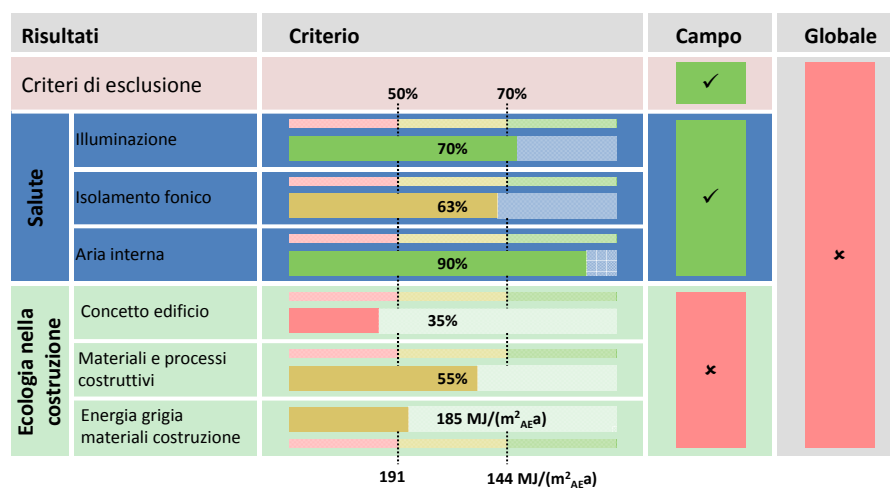 Risultati Criterio Campo Globale
Criteri di esclusione ✓
50% 70%
Salute
Illuminazione 70%
Isolamento fonico 63% ✓
Aria interna 90%
✘
Ecologia nella
costruzione
Concetto edificio 35%
Materiali e processi
costruttivi 55% ✘
Energia grigia
materiali costruzione 185 MJ/(m²AEa)
191 144 MJ/(m²AEa)